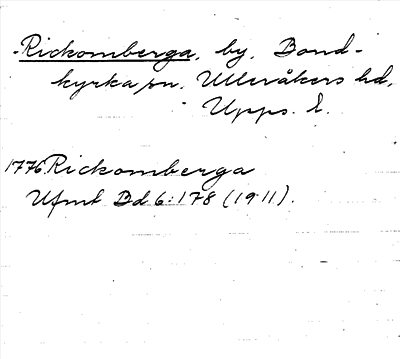 -Rickomberga, by, Bond-
kyrka sn. Ulleråkers hd,
Upps. l.
1776 Rickomberga
Ufmt Bd 6:178 (1911).